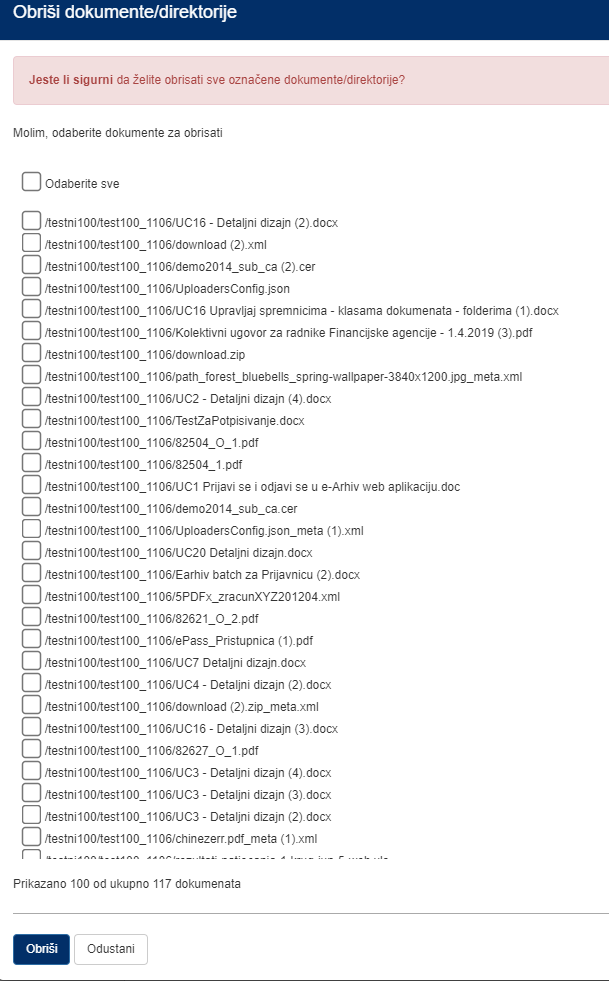 Obriši dokumente/direktorije
Jeste li sigurni da želite obrisati sve označene dokumente/direktorije?
Molim, odaberite dokumente za obrisati
Odaberite sve
/testni100/test100_1106/UC16 - Detaljni dizajn (2).docx
/testni100/test100_1106/download (2).xml
/testni100/test100_1106/demo2014_sub_ca (2).cer
/testni100/test100_1106/UploadersConfig.json
/testni100/test100_1106/UC16 Upravljaj spremnicima - klasama dokumenata - folderima (1).docx
/testni100/test100_1106/Kolektivni ugovor za radnike Financijske agencije - 1.4.2019 (3).pdf
/testni100/test100_1106/download.zip
/testni100/test100_1106/path_forest_bluebells_spring-wallpaper-3840x1200.jpg_meta.xml
/testni100/test100_1106/UC2 - Detaljni dizajn (4).docx
/testni100/test100_1106/TestZaPotpisivanje.docx
/testni100/test100_1106/82504_O_1.pdf
/testni100/test100_1106/82504_1.pdf
/testni100/test100_1106/UC1 Prijavi se i odjavi se u e-Arhiv web aplikaciju.doc
/testni100/test100_1106/demo2014_sub_ca.cer
/testni100/test100_1106/UploadersConfig.json_meta (1).xml
/testni100/test100_1106/UC20 Detaljni dizajn.docx
/testni100/test100_1106/Earhiv batch za Prijavnicu (2).docx
/testni100/test100_1106/5PDFx_zracunXYZ201204.xml
/testni100/test100_1106/82621_O_2.pdf
/testni100/test100_1106/ePass_Pristupnica (1).pdf
/testni100/test100_1106/UC7 Detaljni dizajn.docx
/testni100/test100_1106/UC4 - Detaljni dizajn (2).docx
/testni100/test100_1106/download (2).zip_meta.xml
/testni100/test100_1106/UC16 - Detaljni dizajn (3).docx
/testni100/test100_1106/82627_O_1.pdf
/testni100/test100_1106/UC3 - Detaljni dizajn (4).docx
/testni100/test100_1106/UC3 - Detaljni dizajn (3).docx
/testni100/test100_1106/UC3 - Detaljni dizajn (2).docx
/testni100/test100_1106/chinezerr.pdf_meta (1).xml
Prikazano 100 od ukupno 117 dokumenata
Obriši
Odustani